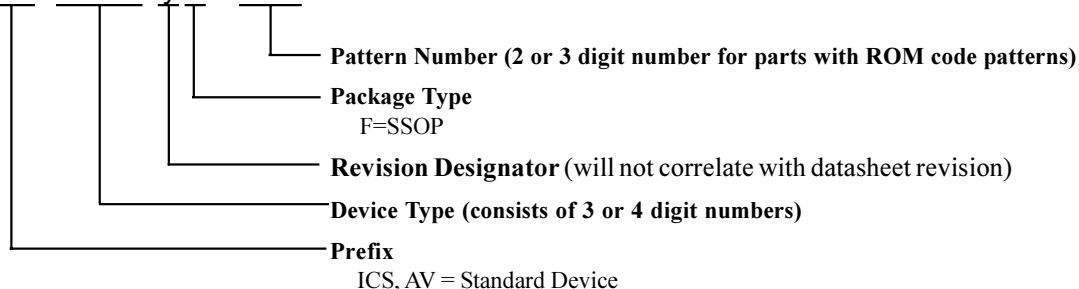 Pattern Number (2 or 3 digit number for parts with ROM code patterns)
Package Type
F=SSOP
Revision Designator (will not correlate with datasheet revision)
Device Type (consists of 3 or 4 digit numbers)
Prefix
ICS, AV = Standard Device